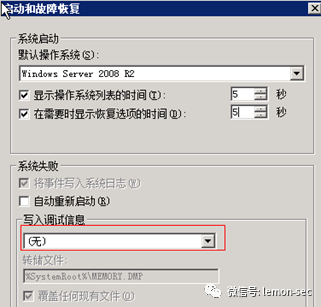 启动和故障恢复
系统启动
默认操作系统(S):
Windows Server 2008 R2
显示操作系统列表的时间(T): 5 秒
在需要时显示恢复选项的时间(D): 5 秒
系统失败
将事件写入系统日志(W)
自动重新启动(R)
写入调试信息
(无)
转储文件:
%SystemRoot%\MEMORY.DMP
覆盖任何现有文件(O)
微信号: lemon-sec